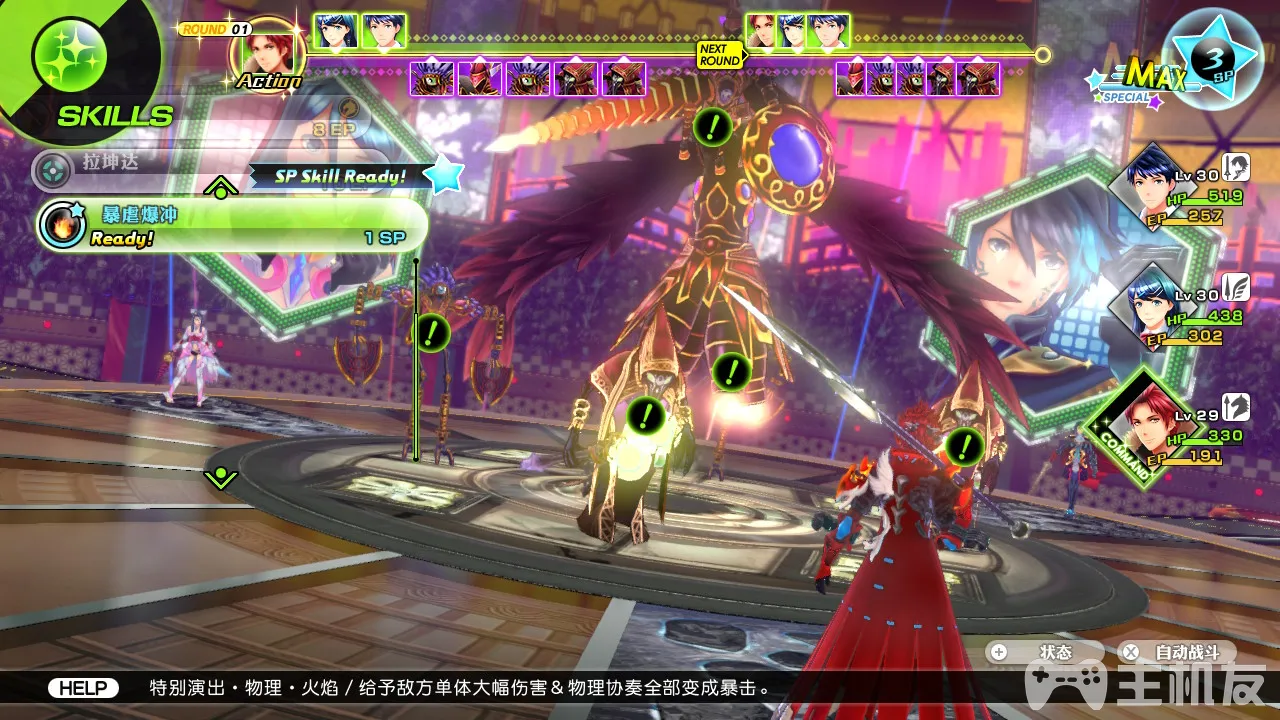 ROUND 01
Action
NEXT ROUND
MAX
SPECIAL
3 SP
SKILLS
8 EP
拉坤达
SP Skill Ready!
暴虐爆冲
Ready!
1 SP
Lv 30
HP 519
EP 257
Lv 30
HP 438
EP 302
Lv 29
HP 330
EP 191
COMMAND
状态
自动战斗
HELP
特别演出・物理・火焰 / 给予敌方单体大幅伤害＆物理协奏全部变成暴击。
主机友